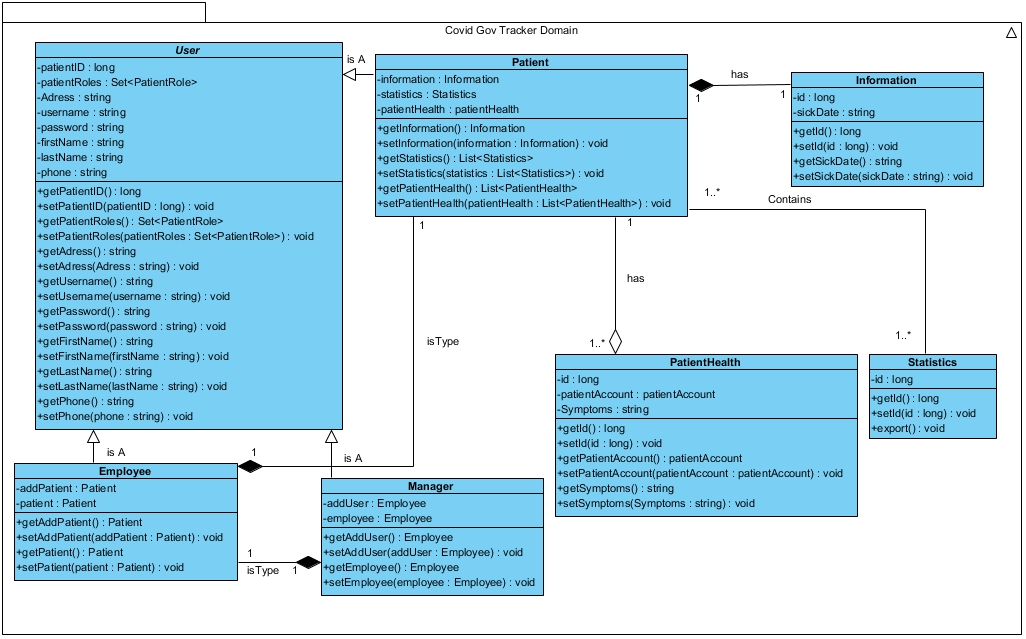 Covid Gov Tracker Domain
User
-patientID : long
-patientRoles : Set<PatientRole>
-Adress : string
-username : string
-password : string
-firstName : string
-lastName : string
-phone : string
+getPatientID() : long
+setPatientID(patientID : long) : void
+getPatientRoles() : Set<PatientRole>
+setPatientRoles(patientRoles : Set<PatientRole>) : void
+getAdress() : string
+setAdress(Adress : string) : void
+getUsername() : string
+setUsername(username : string) : void
+getPassword() : string
+setPassword(password : string) : void
+getFirstName() : string
+setFirstName(firstName : string) : void
+getLastName() : string
+setLastName(lastName : string) : void
+getPhone() : string
+setPhone(phone : string) : void
is A
Patient
-information : Information
-statistics : Statistics
-patientHealth : patientHealth
+getInformation() : Information
+setInformation(information : Information) : void
+getStatistics() : List<Statistics>
+setStatistics(statistics : List<Statistics>) : void
+getPatientHealth() : List<PatientHealth>
+setPatientHealth(patientHealth : List<PatientHealth>) : void
has
1
1
Information
-id : long
-sickDate : string
+getId() : long
+setId(id : long) : void
+getSickDate() : string
+setSickDate(sickDate : string) : void
1..*
Contains
1
1
has
isType
1..*
1..*
PatientHealth
-id : long
-patientAccount : patientAccount
-Symptoms : string
+getId() : long
+setId(id : long) : void
+getPatientAccount() : patientAccount
+setPatientAccount(patientAccount : patientAccount) : void
+getSymptoms() : string
+setSymptoms(Symptoms : string) : void
Statistics
-id : long
+getId() : long
+setId(id : long) : void
+export() : void
is A
1
is A
Employee
-addPatient : Patient
-patient : Patient
+getAddPatient() : Patient
+setAddPatient(addPatient : Patient) : void
+getPatient() : Patient
+setPatient(patient : Patient) : void
1
isType
1
Manager
-addUser : Employee
-employee : Employee
+getAddUser() : Employee
+setAddUser(addUser : Employee) : void
+getEmployee() : Employee
+setEmployee(employee : Employee) : void